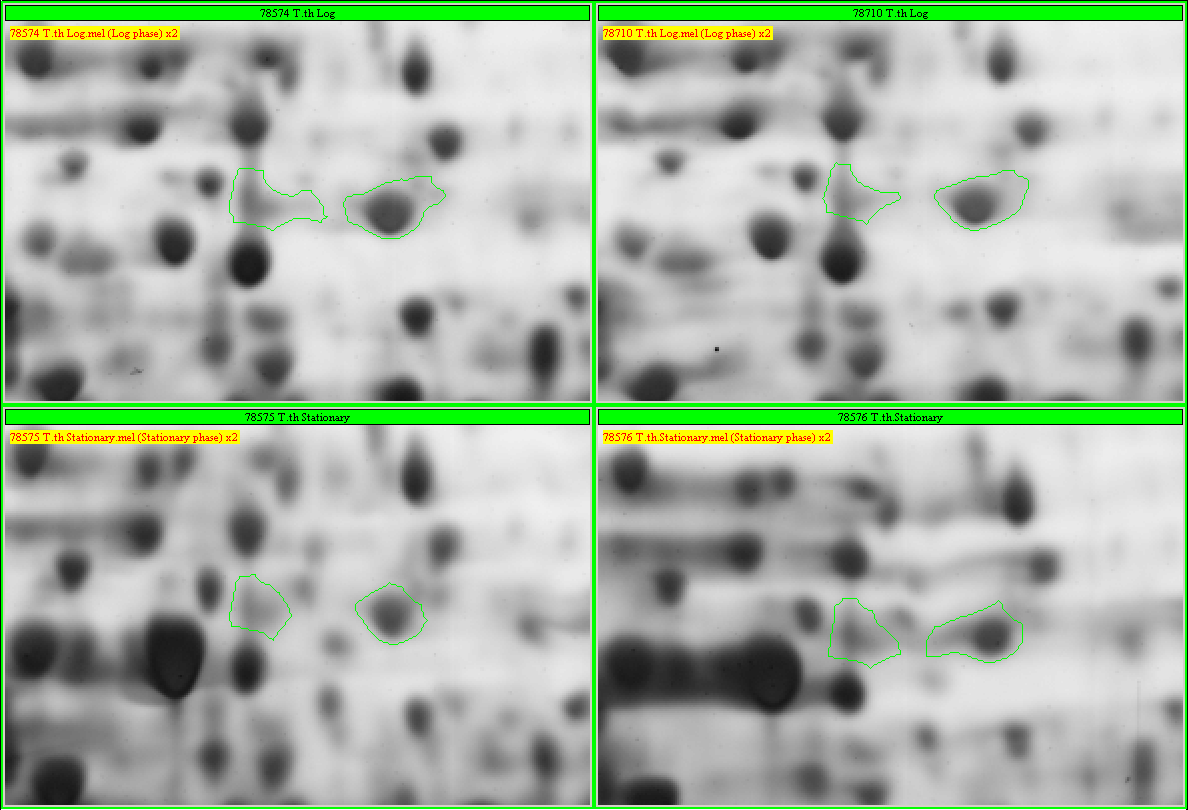 78574 T.th Log
78574 T.th Log.mel (Log phase) x2
78710 T.th Log
78710 T.th Log.mel (Log phase) x2
78575 T.th Stationary
78575 T.th Stationary.mel (Stationary phase) x2
78576 T.th.Stationary
78576 T.th.Stationary.mel (Stationary phase) x2